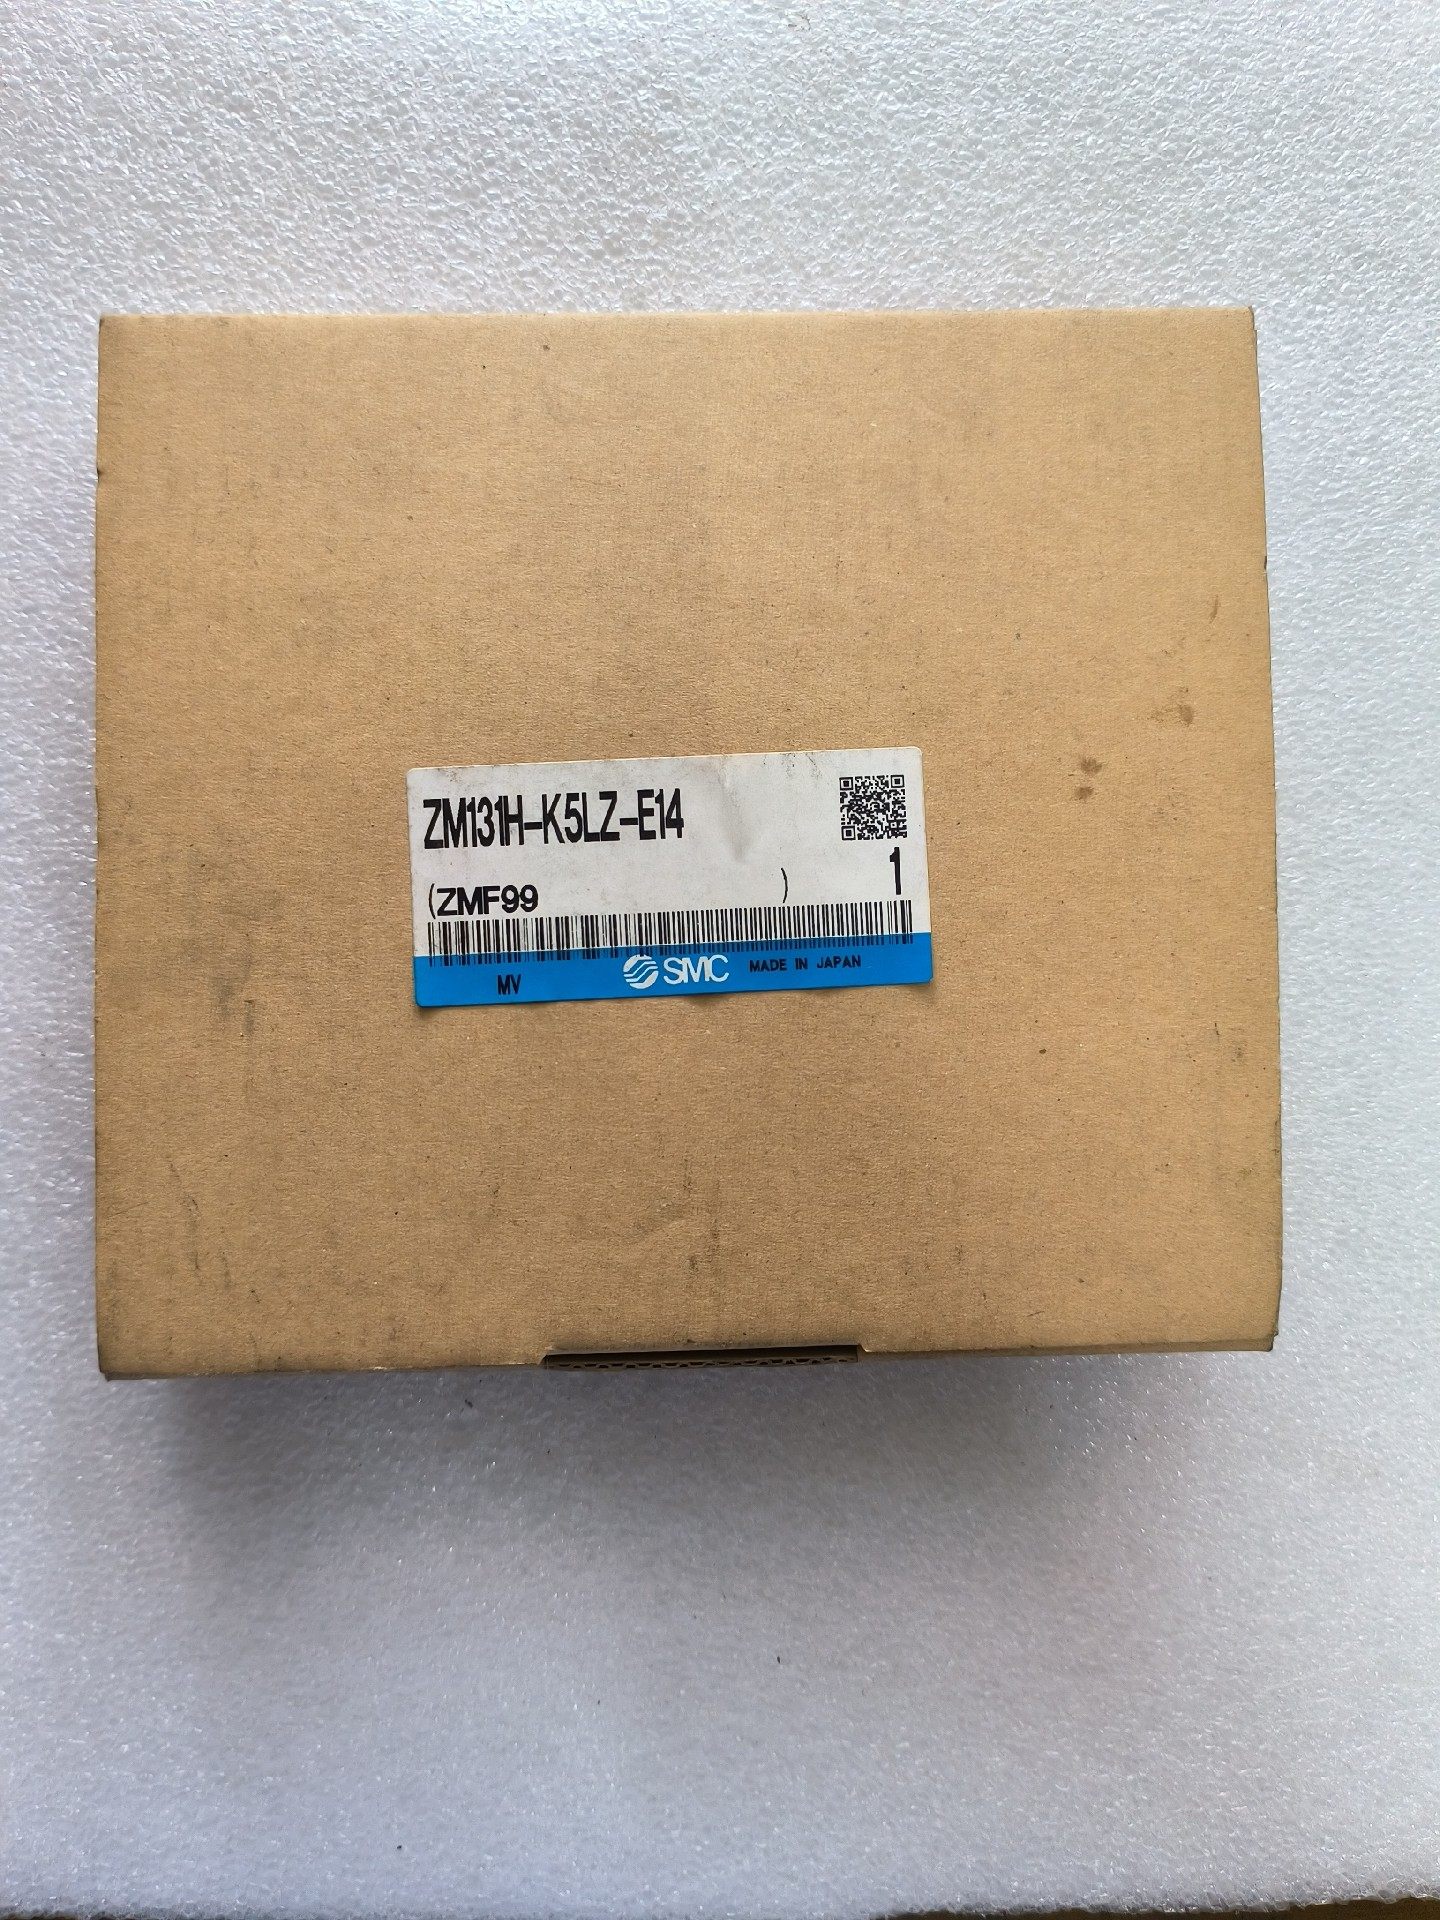 ZM131H-K5LZ-E14
1
(ZMF99 )
MV SMC MADE IN JAPAN